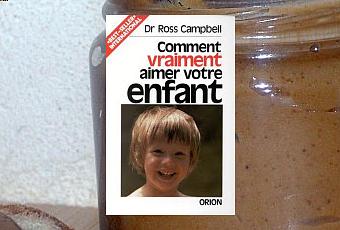 «BEST-SELLER»
INTERNATIONAL
Dr Ross Campbell
Comment
vraiment
aimer votre
enfant
ORION